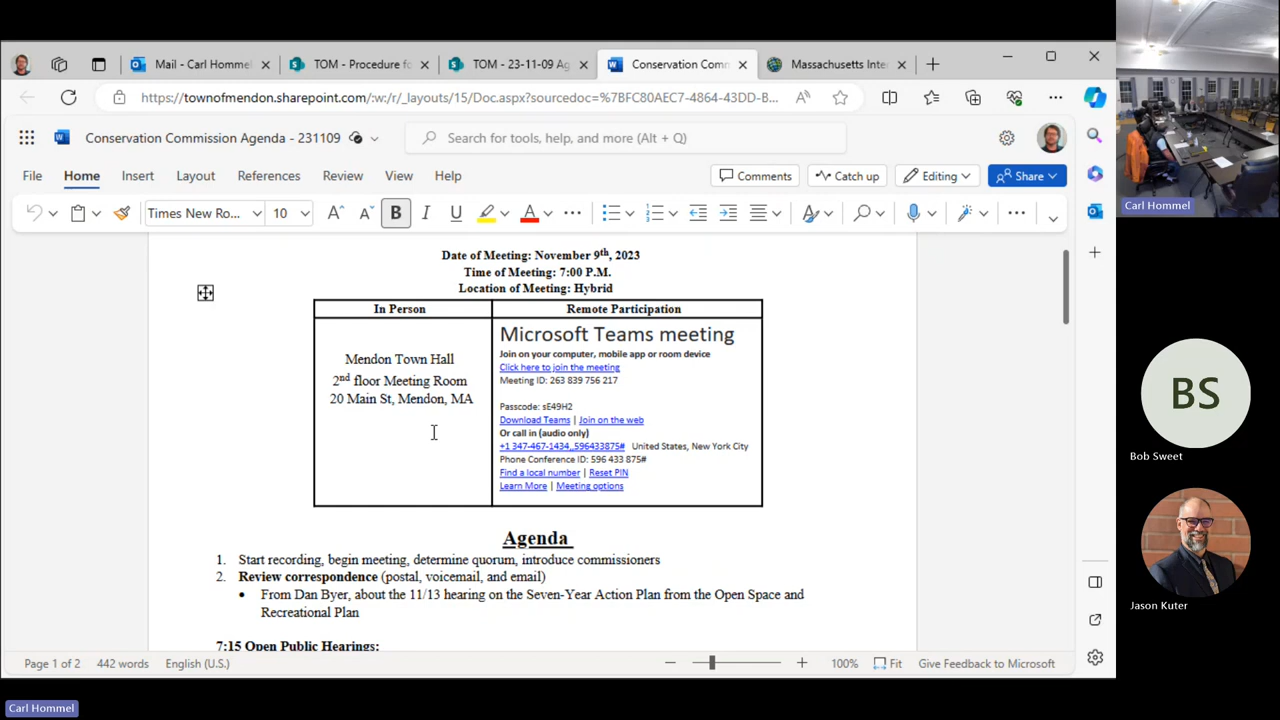 Mail - Carl Hommel
TOM - Procedure fo
TOM - 23-11-09 Ag
Conservation Comm
Massachusetts Inte
https://townofmendon.sharepoint.com/:w:/r/_layouts/15/Doc.aspx?sourcedoc=%7BFC80AEC7-4864-43DD-B...
Conservation Commission Agenda - 231109
Search for tools, help, and more (Alt + Q)
File Home Insert Layout References Review View Help
Comments Catch up Editing Share
Times New Ro... 10
Date of Meeting: November 9th, 2023
Time of Meeting: 7:00 P.M.
Location of Meeting: Hybrid
In Person Remote Participation
Mendon Town Hall
2nd floor Meeting Room
20 Main St, Mendon, MA
Microsoft Teams meeting
Join on your computer, mobile app or room device
Click here to join the meeting
Meeting ID: 263 839 756 217
Passcode: sE49H2
Download Teams | Join on the web
Or call in (audio only)
+1 347-467-1434,,596433875# United States, New York City
Phone Conference ID: 596 433 875#
Find a local number | Reset PIN
Learn More | Meeting options
Agenda
1. Start recording, begin meeting, determine quorum, introduce commissioners
2. Review correspondence (postal, voicemail, and email)
• From Dan Byer, about the 11/13 hearing on the Seven-Year Action Plan from the Open Space and
Recreational Plan
7:15 Open Public Hearings:
Page 1 of 2 442 words English (U.S.) 100% Fit Give Feedback to Microsoft
Carl Hommel
BS
Bob Sweet
Jason Kuter
Carl Hommel